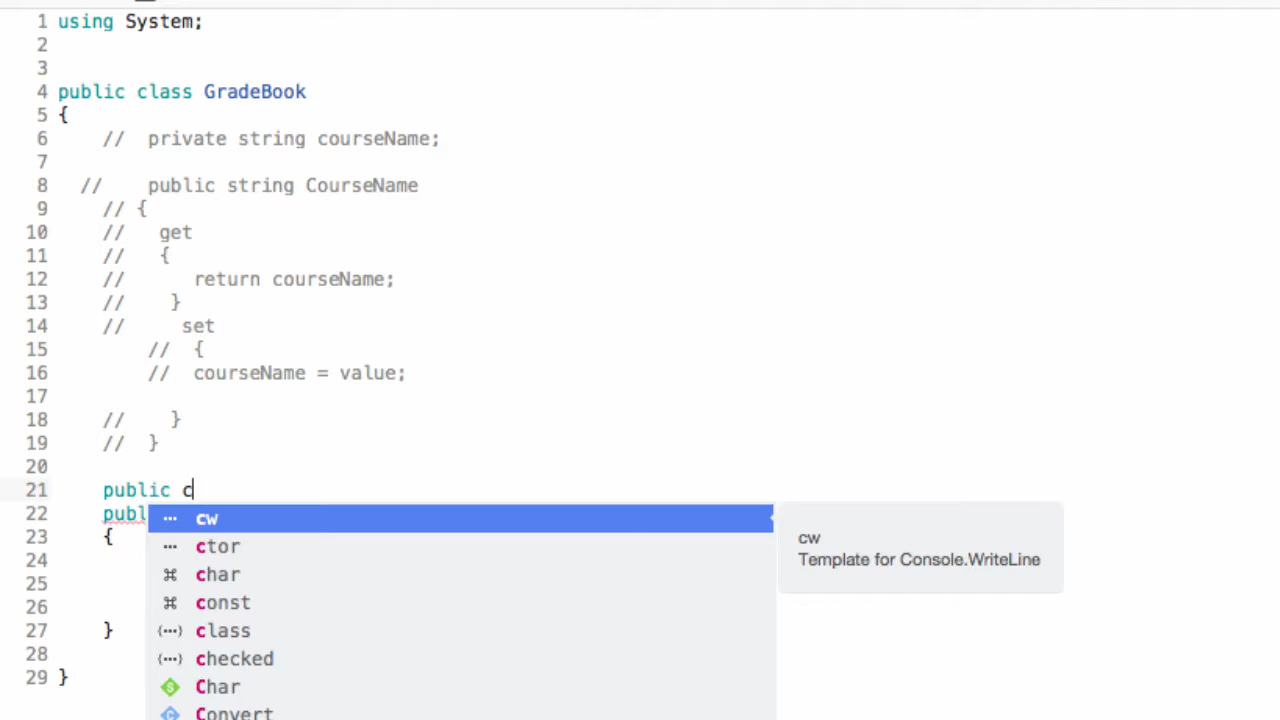 1 using System;
2
3
4 public class GradeBook
5 {
6 // private string courseName;
7
8 // public string CourseName
9 // {
10 // get
11 // {
12 // return courseName;
13 // }
14 // set
15 // {
16 // courseName = value;
17
18 // }
19 // }
20
21 public c
22 publ
23 {
24
25
26
27 }
28
29 }
cw
ctor
char
const
class
checked
Char
Convert
cw
Template for Console.WriteLine